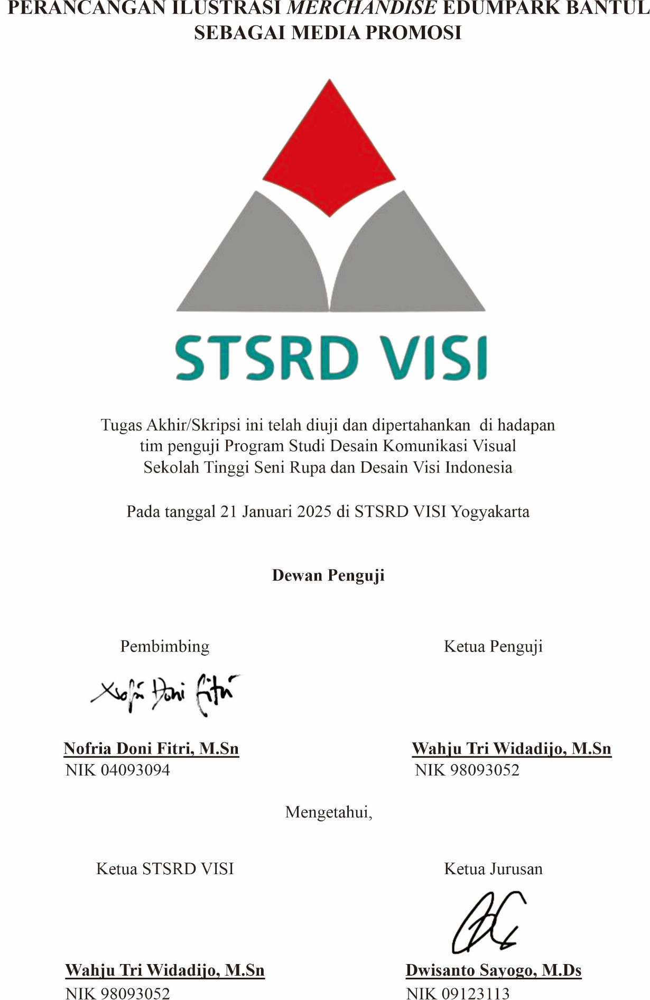 PERANCANGAN ILUSTRASI MERCHANDISE EDUMPARK BANTUL
SEBAGAI MEDIA PROMOSI
STSRD VISI
Tugas Akhir/Skripsi ini telah diuji dan dipertahankan  di hadapan
tim penguji Program Studi Desain Komunikasi Visual
Sekolah Tinggi Seni Rupa dan Desain Visi Indonesia
Pada tanggal 21 Januari 2025 di STSRD VISI Yogyakarta
Dewan Penguji
Pembimbing
Ketua Penguji
Nofria Doni Fitri
Nofria Doni Fitri, M.Sn
NIK 04093094
Wahju Tri Widadijo, M.Sn
NIK 98093052
Mengetahui,
Ketua STSRD VISI
Ketua Jurusan
Wahju Tri Widadijo, M.Sn
NIK 98093052
Dwisanto Sayogo, M.Ds
NIK 09123113